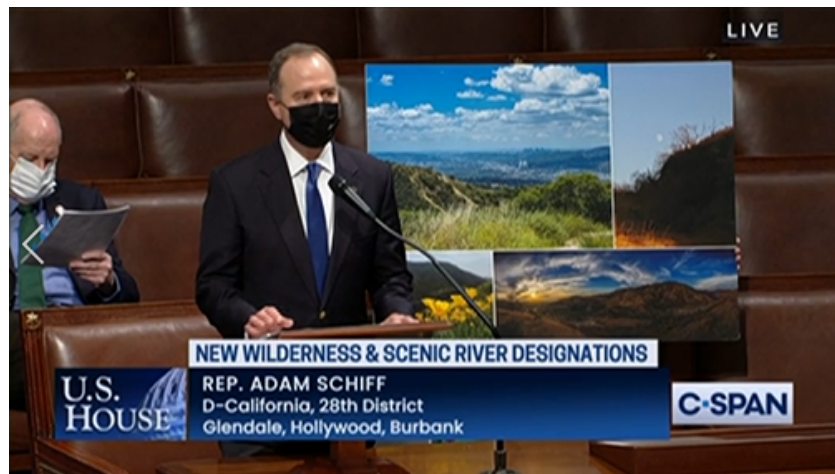 LIVE
NEW WILDERNESS & SCENIC RIVER DESIGNATIONS
U.S. HOUSE
REP. ADAM SCHIFF
D-California, 28th District
Glendale, Hollywood, Burbank
C-SPAN